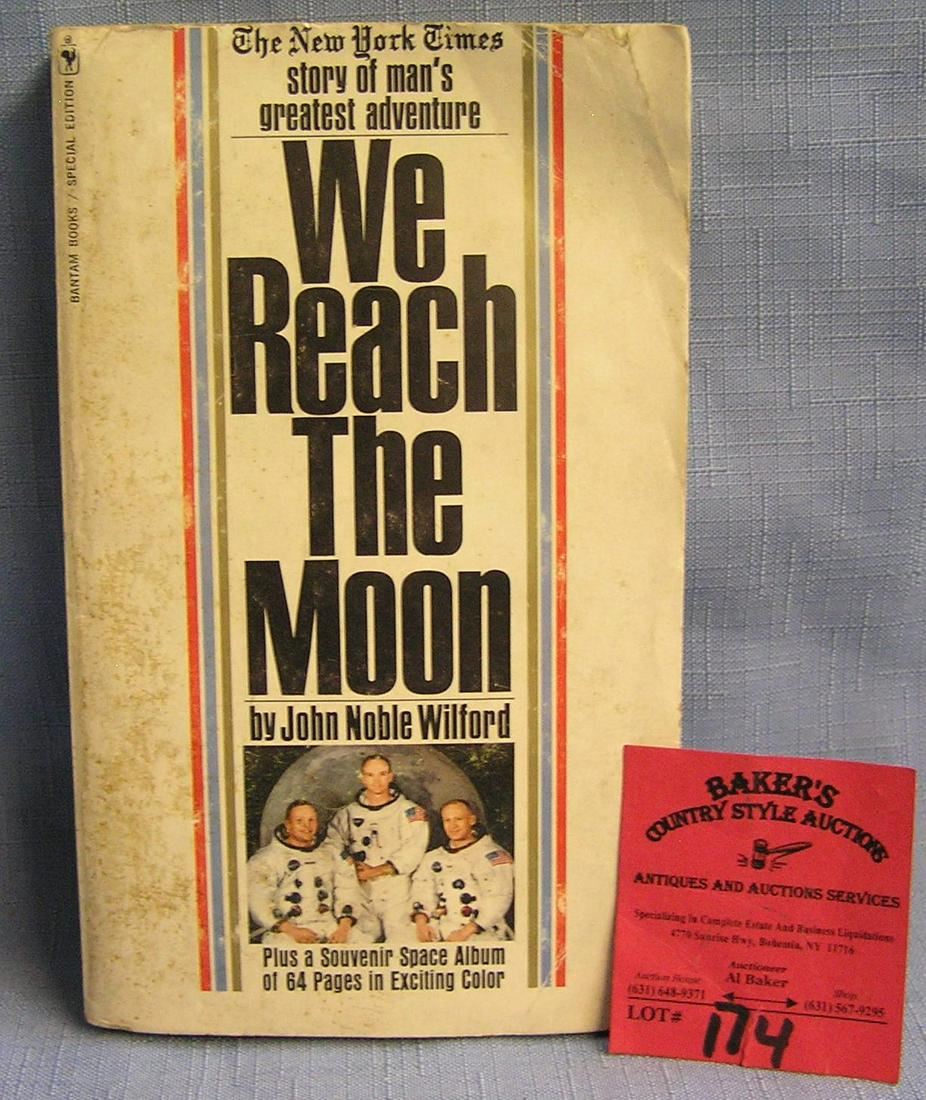 BANTAM BOOKS / SPECIAL EDITION
The New York Times
story of man's
greatest adventure
We
Reach
The
Moon
by John Noble Wilford
Plus a Souvenir Space Album
of 64 Pages in Exciting Color
BAKER'S
COUNTRY STYLE AUCTIONS
ANTIQUES AND AUCTIONS SERVICES
Specializing in Complete Estate And Business Liquidations
4770 Sunrise Hwy, Bohemia, NY 11716
Auctioneer
Al Baker
Auction House
(631) 648-9371
Shop
(631) 567-9295
LOT# 174